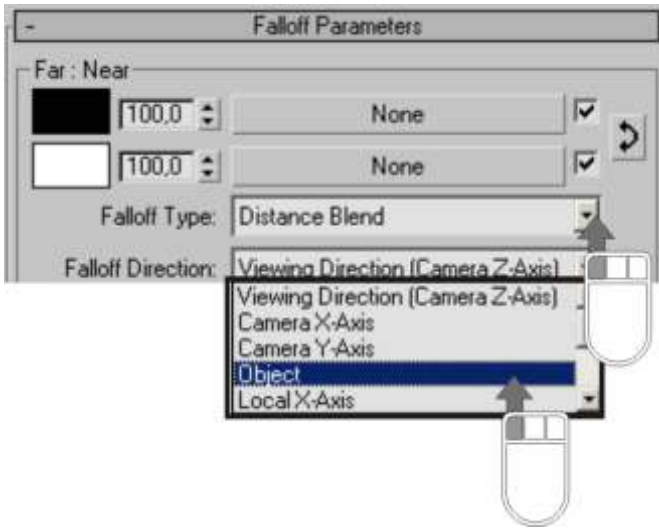 - Falloff Parameters
Far : Near
100,0 None
100,0 None
Falloff Type: Distance Blend
Falloff Direction: Viewing Direction (Camera Z-Axis)
Viewing Direction (Camera Z-Axis)
Camera X-Axis
Camera Y-Axis
Object
Local X-Axis